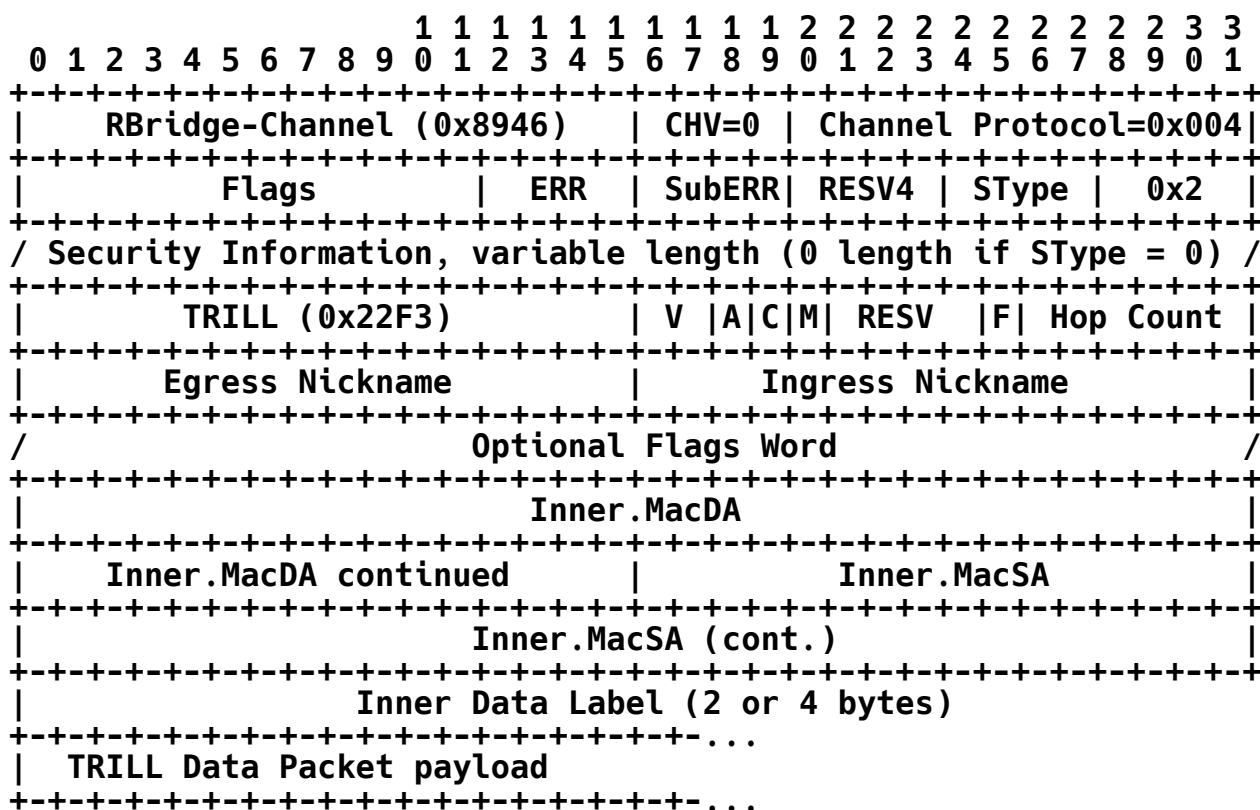 1 1 1 1 1 1 1 1 1 1 2 2 2 2 2 2 2 2 2 2 3 3
 0 1 2 3 4 5 6 7 8 9 0 1 2 3 4 5 6 7 8 9 0 1 2 3 4 5 6 7 8 9 0 1
+-+-+-+-+-+-+-+-+-+-+-+-+-+-+-+-+-+-+-+-+-+-+-+-+-+-+-+-+-+-+-+-+
|    RBridge-Channel (0x8946)   | CHV=0 | Channel Protocol=0x004|
+-+-+-+-+-+-+-+-+-+-+-+-+-+-+-+-+-+-+-+-+-+-+-+-+-+-+-+-+-+-+-+-+
|          Flags        |  ERR  | SubERR| RESV4 | SType |  0x2  |
+-+-+-+-+-+-+-+-+-+-+-+-+-+-+-+-+-+-+-+-+-+-+-+-+-+-+-+-+-+-+-+-+
/ Security Information, variable length (0 length if SType = 0) /
+-+-+-+-+-+-+-+-+-+-+-+-+-+-+-+-+-+-+-+-+-+-+-+-+-+-+-+-+-+-+-+-+
|        TRILL (0x22F3)         | V |A|C|M| RESV  |F| Hop Count |
+-+-+-+-+-+-+-+-+-+-+-+-+-+-+-+-+-+-+-+-+-+-+-+-+-+-+-+-+-+-+-+-+
|       Egress Nickname         |      Ingress Nickname         |
+-+-+-+-+-+-+-+-+-+-+-+-+-+-+-+-+-+-+-+-+-+-+-+-+-+-+-+-+-+-+-+-+
/                       Optional Flags Word                     /
+-+-+-+-+-+-+-+-+-+-+-+-+-+-+-+-+-+-+-+-+-+-+-+-+-+-+-+-+-+-+-+-+
|                          Inner.MacDA                          |
+-+-+-+-+-+-+-+-+-+-+-+-+-+-+-+-+-+-+-+-+-+-+-+-+-+-+-+-+-+-+-+-+
|    Inner.MacDA continued      |          Inner.MacSA          |
+-+-+-+-+-+-+-+-+-+-+-+-+-+-+-+-+-+-+-+-+-+-+-+-+-+-+-+-+-+-+-+-+
|                       Inner.MacSA (cont.)                     |
+-+-+-+-+-+-+-+-+-+-+-+-+-+-+-+-+-+-+-+-+-+-+-+-+-+-+-+-+-+-+-+-+
|                 Inner Data Label (2 or 4 bytes)
+-+-+-+-+-+-+-+-+-+-+-+-+-+-+-+-+-+-...
|  TRILL Data Packet payload
+-+-+-+-+-+-+-+-+-+-+-+-+-+-+-+-+-+-...